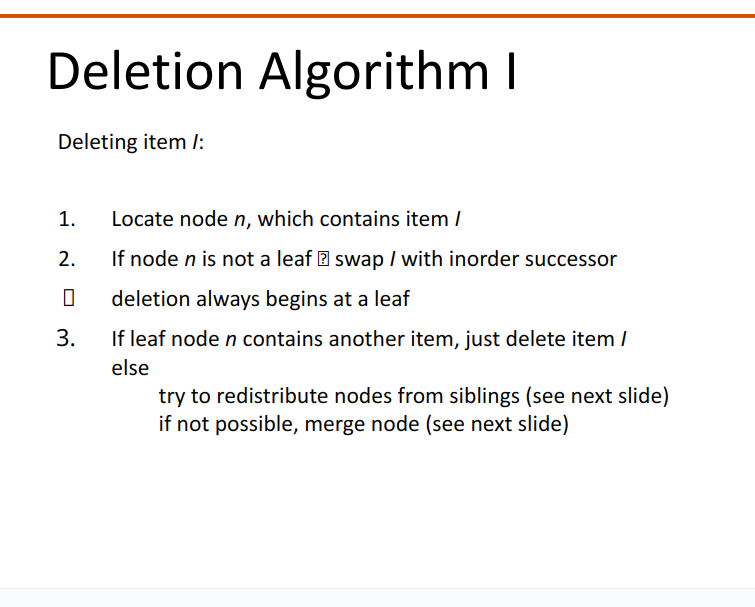 Deletion Algorithm I
Deleting item I:
1. Locate node n, which contains item I
2. If node n is not a leaf ⍰ swap I with inorder successor
▯ deletion always begins at a leaf
3. If leaf node n contains another item, just delete item I
else
try to redistribute nodes from siblings (see next slide)
if not possible, merge node (see next slide)